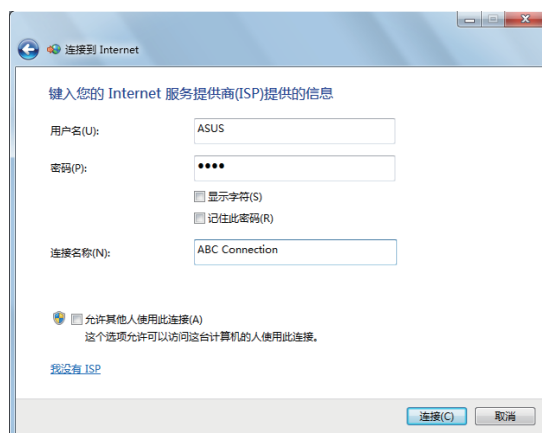 连接到 Internet
键入您的 Internet 服务提供商(ISP)提供的信息
用户名(U): ASUS
密码(P): ••••
显示字符(S)
记住此密码(R)
连接名称(N): ABC Connection
允许其他人使用此连接(A)
这个选项允许可以访问这台计算机的人使用此连接。
我没有 ISP
连接(C) 取消